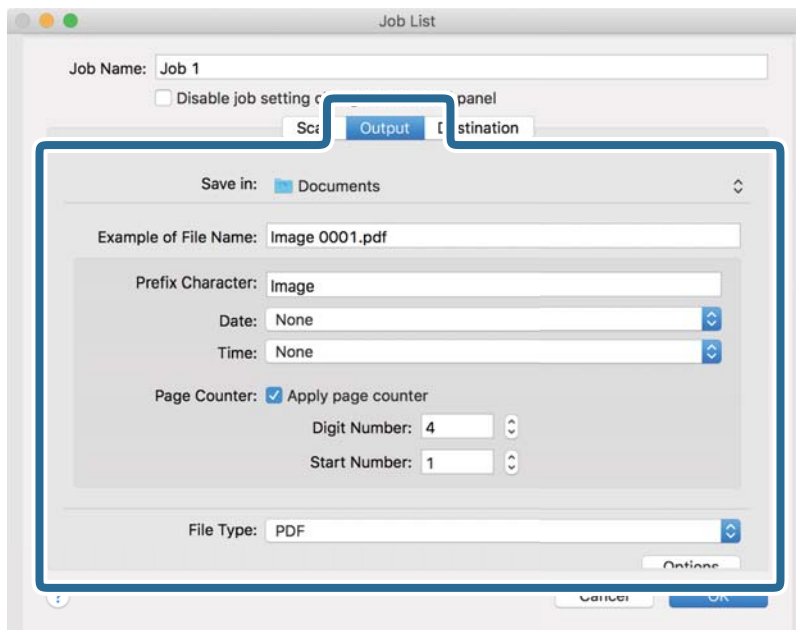 Job List
Job Name: Job 1
Disable job setting panel
Output
Save in: Documents
Example of File Name: Image 0001.pdf
Prefix Character: Image
Date: None
Time: None
Page Counter: Apply page counter
Digit Number: 4
Start Number: 1
File Type: PDF
Options
Cancel OK